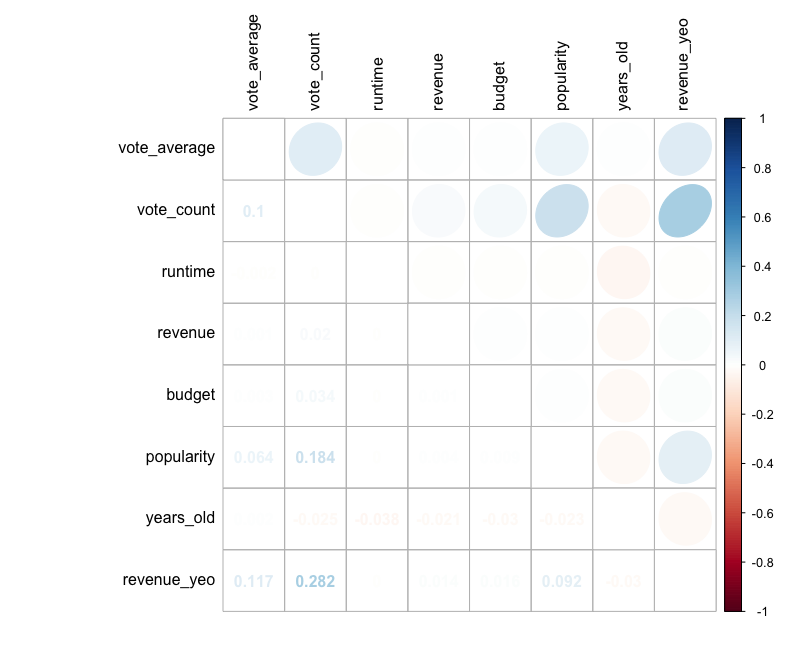 vote_average vote_count runtime revenue budget popularity years_old revenue_yeo
vote_average
vote_count 0.1
runtime
revenue 0.02
budget 0.034
popularity 0.064 0.184
years_old -0.025 -0.038 -0.021 -0.03 -0.023
revenue_yeo 0.117 0.282 0 0.014 0.016 0.092 -0.03
1
0.8
0.6
0.4
0.2
0
-0.2
-0.4
-0.6
-0.8
-1